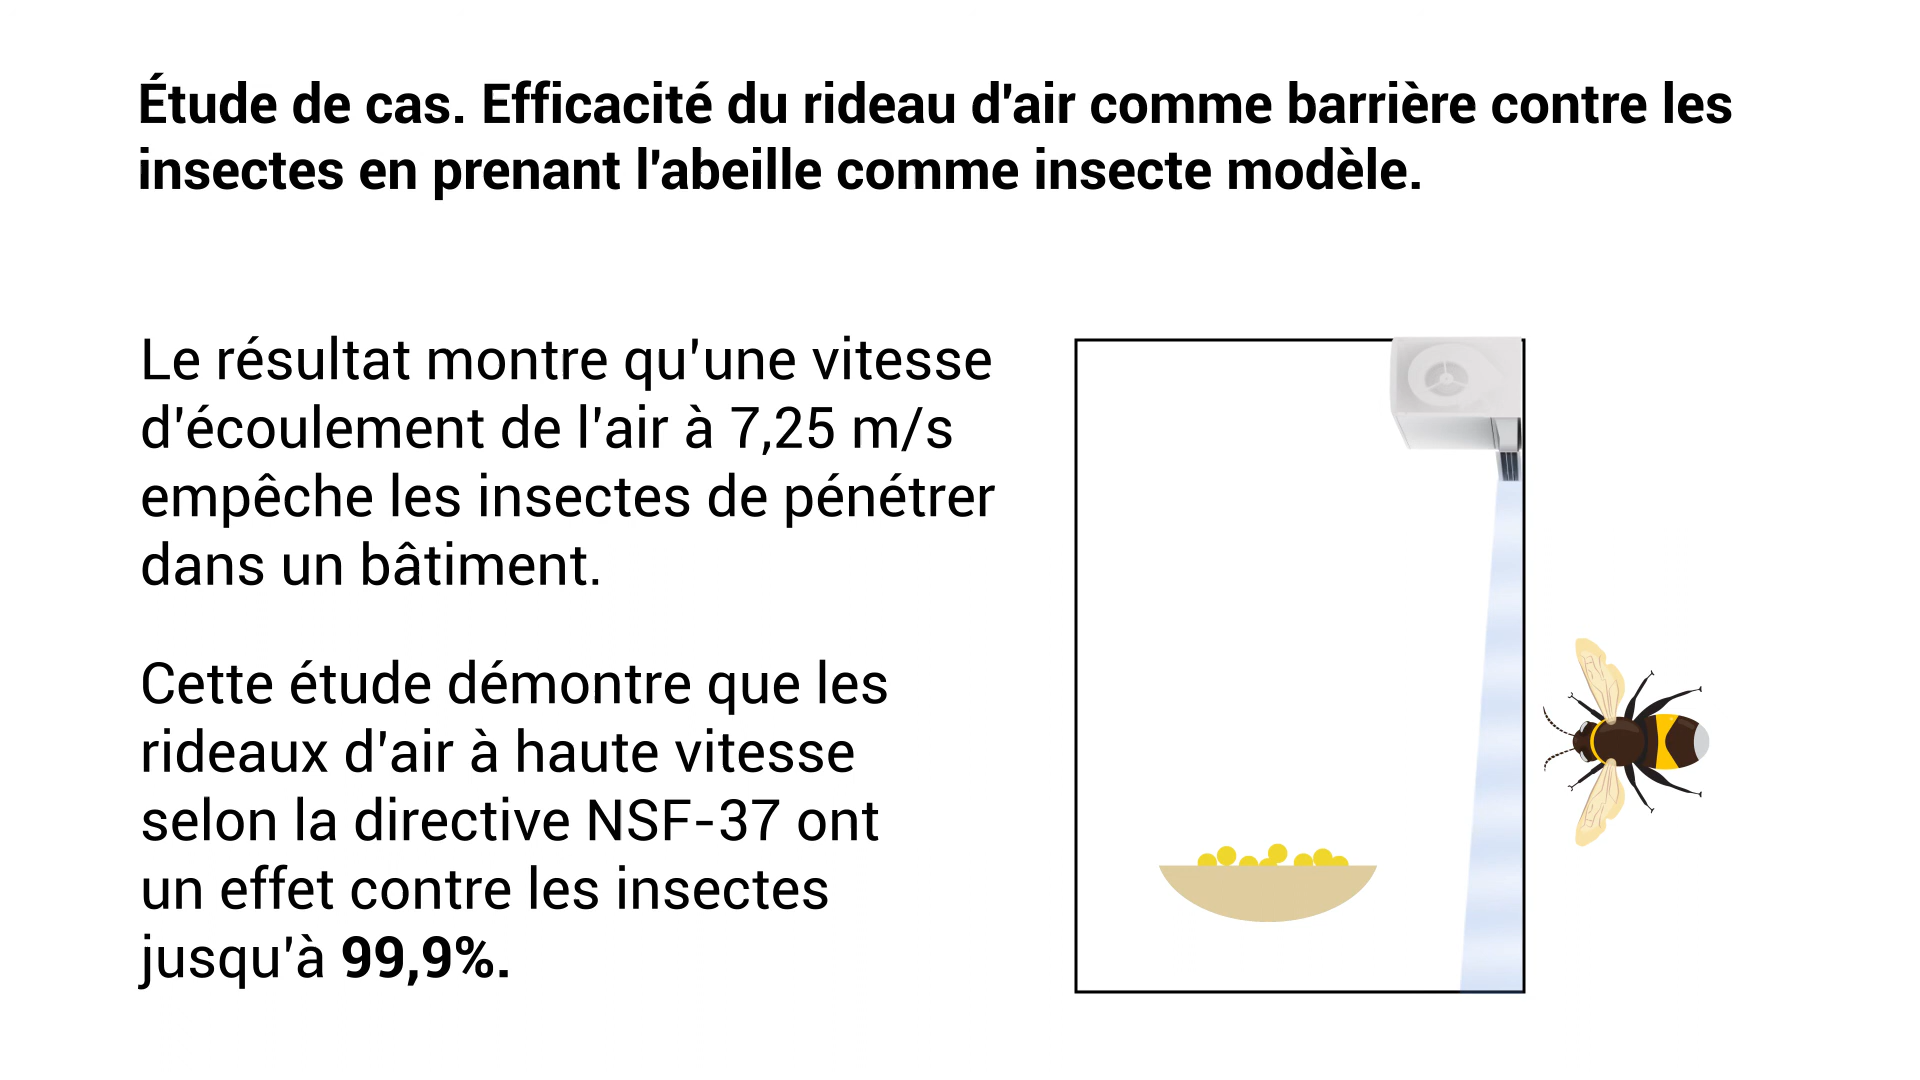 Étude de cas. Efficacité du rideau d'air comme barrière contre les
insectes en prenant l'abeille comme insecte modèle.
Le résultat montre qu'une vitesse
d'écoulement de l'air à 7,25 m/s
empêche les insectes de pénétrer
dans un bâtiment.
Cette étude démontre que les
rideaux d'air à haute vitesse
selon la directive NSF-37 ont
un effet contre les insectes
jusqu'à 99,9%.